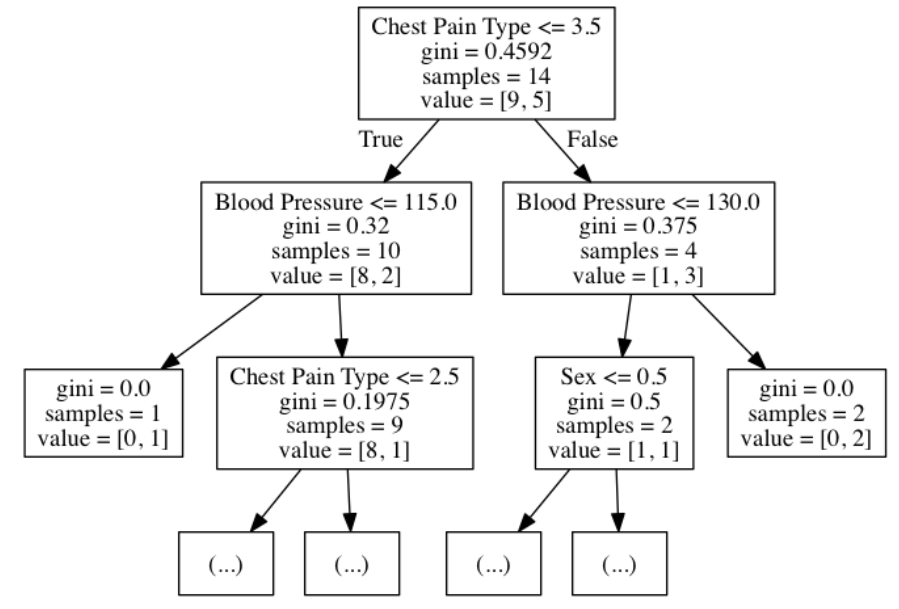 Chest Pain Type <= 3.5
gini = 0.4592
samples = 14
value = [9, 5]
True
False
Blood Pressure <= 115.0
gini = 0.32
samples = 10
value = [8, 2]
Blood Pressure <= 130.0
gini = 0.375
samples = 4
value = [1, 3]
gini = 0.0
samples = 1
value = [0, 1]
Chest Pain Type <= 2.5
gini = 0.1975
samples = 9
value = [8, 1]
Sex <= 0.5
gini = 0.5
samples = 2
value = [1, 1]
gini = 0.0
samples = 2
value = [0, 2]
(...)
(...)
(...)
(...)